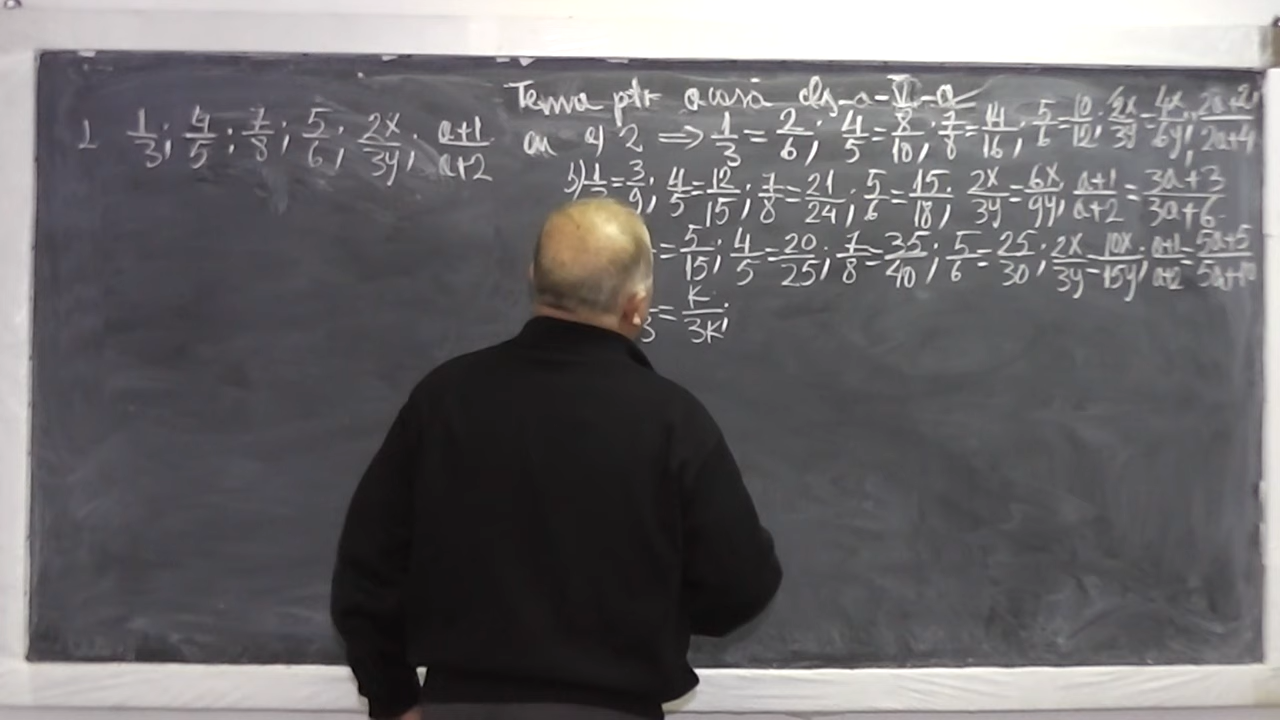 Tema ptr acasă cls a-V-a
1 1/3; 4/5; 7/8; 5/6; 2x/3y; a+1/a+2 cu a) 2 ⇒ 1/3 = 2/6; 4/5 = 8/10; 7/8 = 14/16; 5/6 = 10/12; 2x/3y = 4x/6y; 2a+2/2a+4
b) 1/3 = 3/9; 4/5 = 12/15; 7/8 = 21/24; 5/6 = 15/18; 2x/3y = 6x/9y; a+1/a+2 = 3a+3/3a+6
= 5/15; 4/5 = 20/25; 7/8 = 35/40; 5/6 = 25/30; 2x/3y = 10x/15y; a+1/a+2 = 5a+5/5a+10
3 = k/3k;